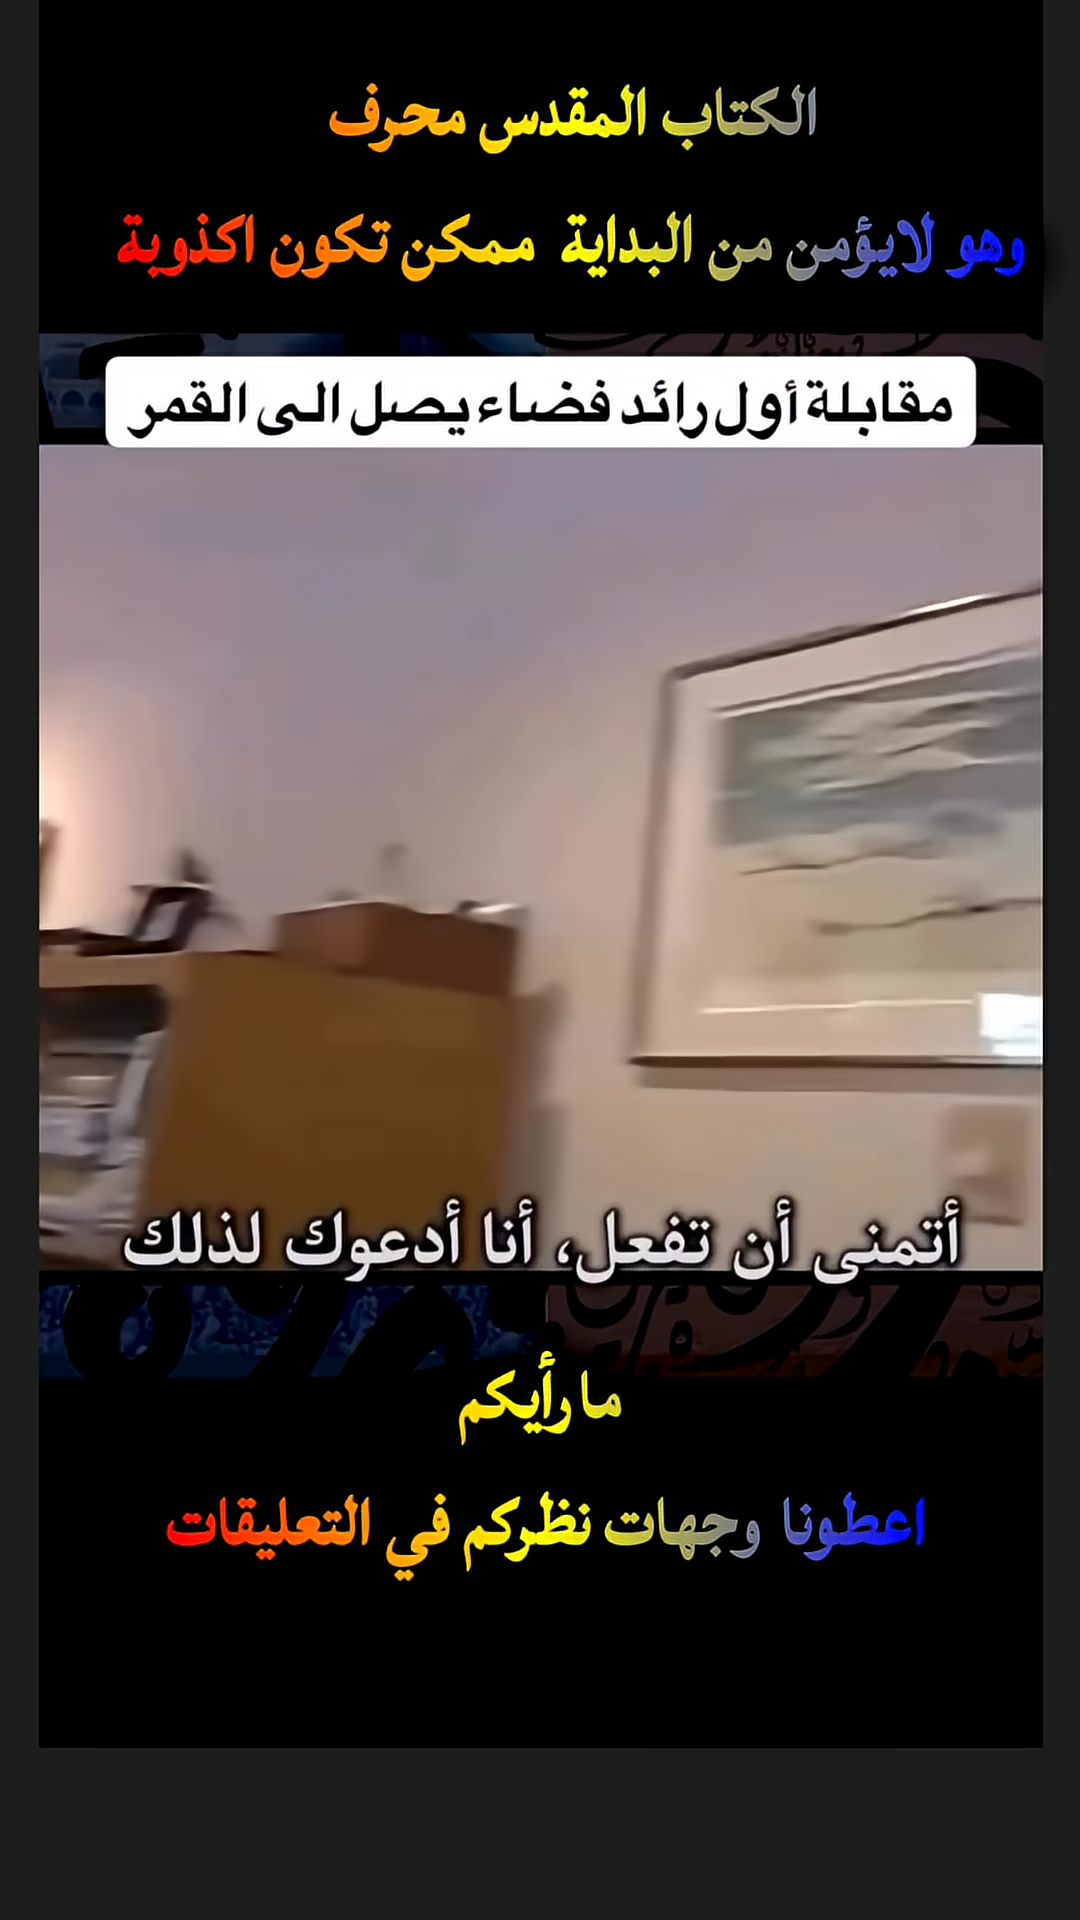 الكتاب المقدس محرف
وهو لايؤمن من البداية ممكن تكون اكذوبة
مقابلة أول رائد فضاء يصل الى القمر
أتمنى أن تفعل، أنا أدعوك لذلك
ما رأيكم
اعطونا وجهات نظركم في التعليقات